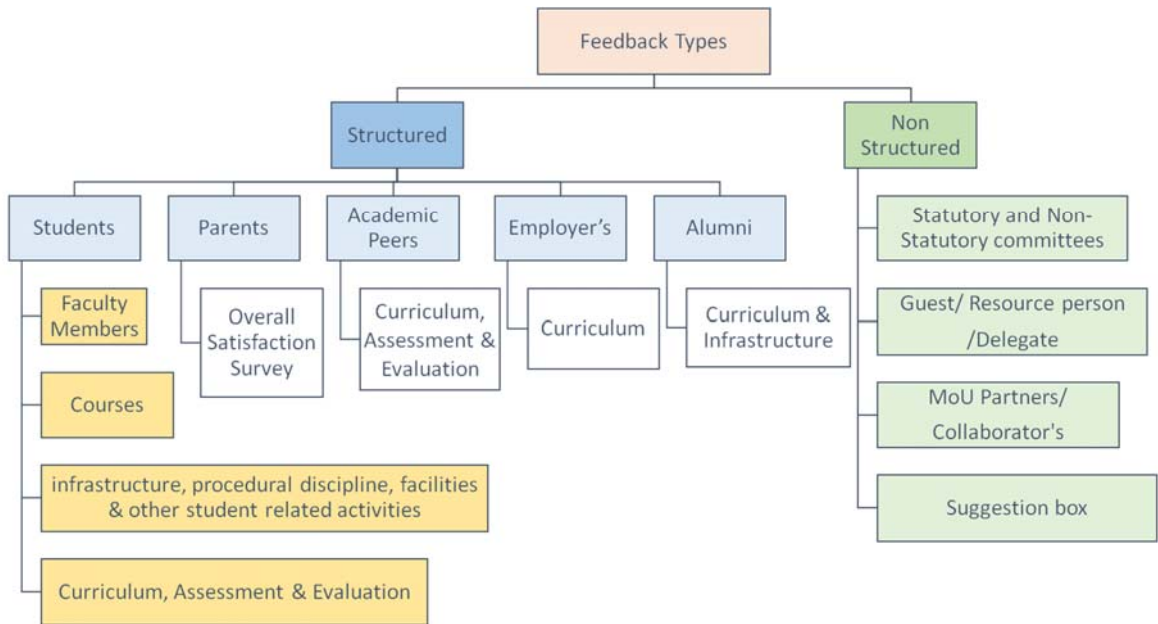 Feedback Types
Structured
Non
Structured
Students
Parents
Academic
Peers
Employer's
Alumni
Faculty
Members
Courses
infrastructure, procedural discipline, facilities
& other student related activities
Curriculum, Assessment & Evaluation
Overall
Satisfaction
Survey
Curriculum,
Assessment &
Evaluation
Curriculum
Curriculum &
Infrastructure
Statutory and Non-
Statutory committees
Guest/ Resource person
/Delegate
MoU Partners/
Collaborator's
Suggestion box